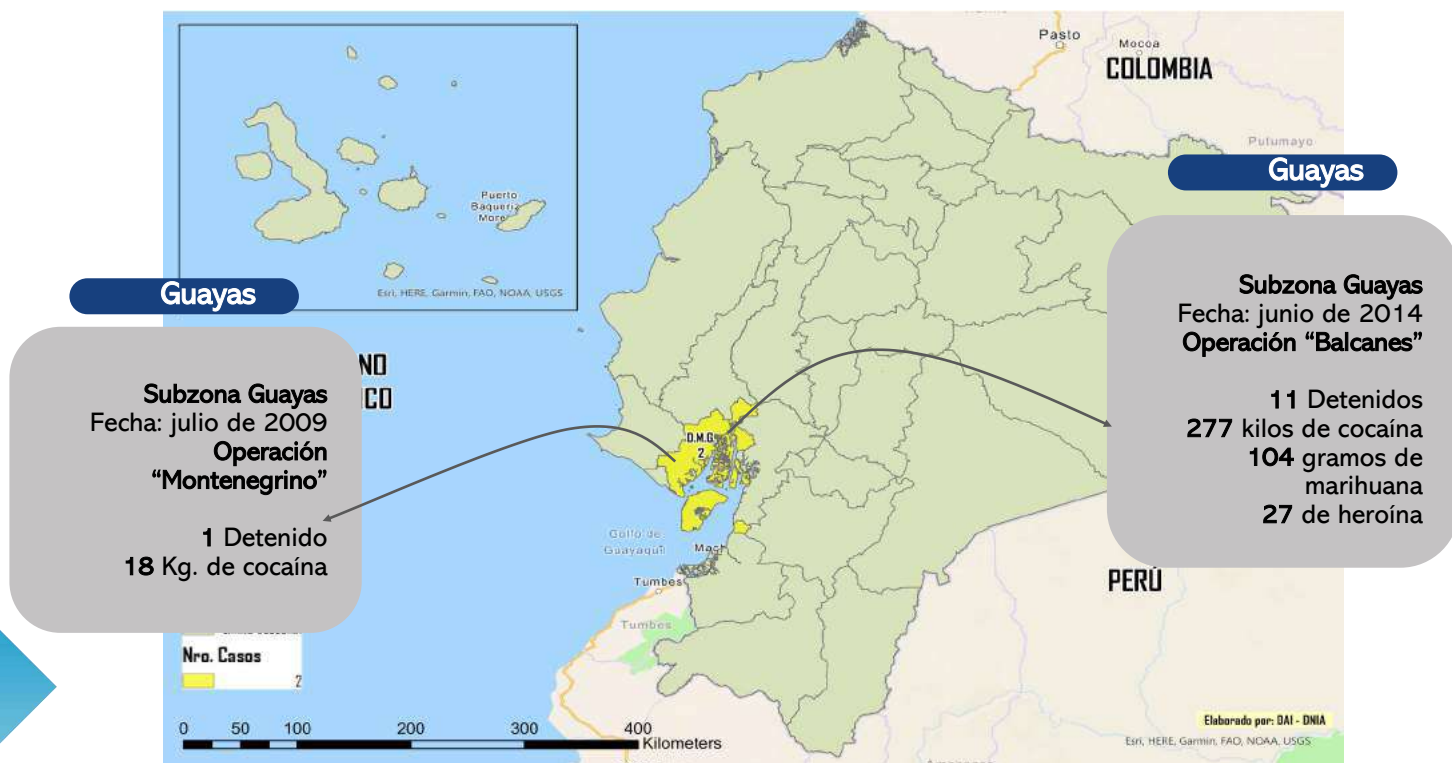 Pasto
Mocoa
COLOMBIA
Putumayo
Guayas
Puerto
Esri, HERE, Garmin, FAO, NOAA, USGS
Guayas
Subzona Guayas
Fecha: junio de 2014
Operación “Balcanes”
11 Detenidos
277 kilos de cocaína
104 gramos de
marihuana
27 de heroína
NO
ICO
Subzona Guayas
Fecha: julio de 2009
Operación
“Montenegrino”
1 Detenido
18 Kg. de cocaína
D.M.G.
2
Golfo de
Guayaquil
Mach
Tumbes
Tumbes
PERÚ
Nro. Casos
2
0 50 100 200 300 400
Kilometers
Elaborado por: DAI - DNIA
Esri, HERE, Garmin, FAO, NOAA, USGS